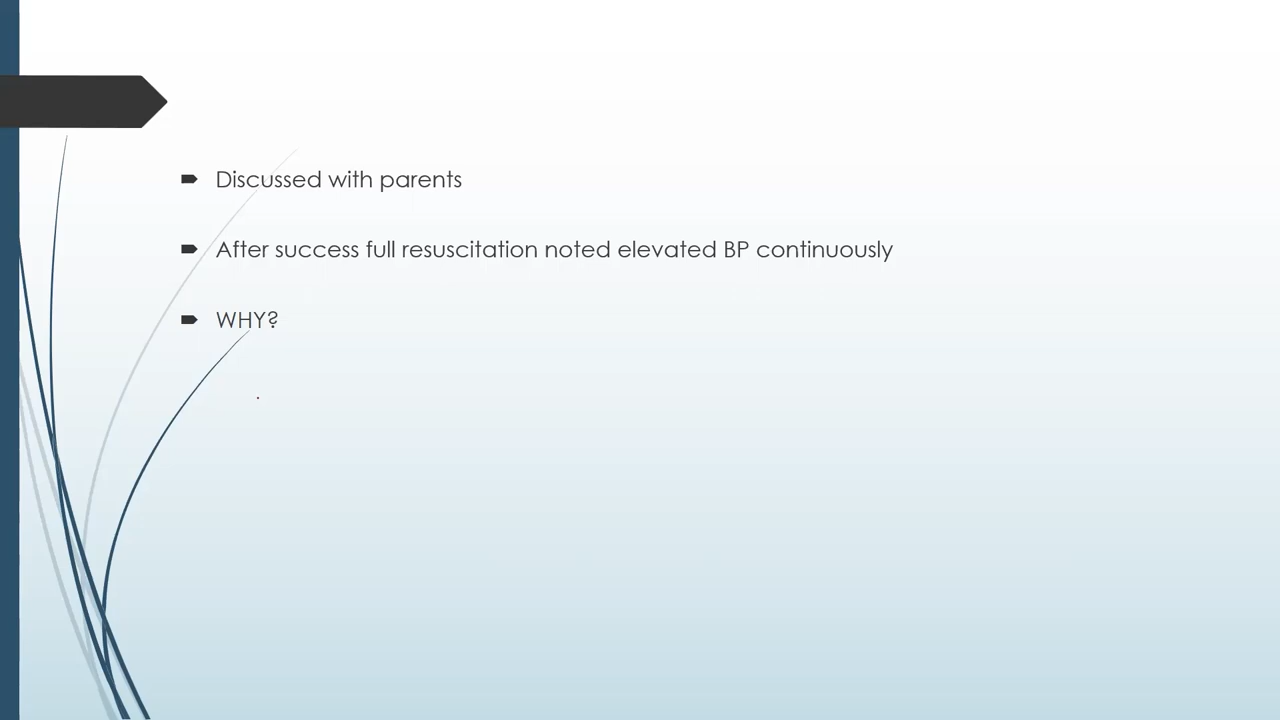 Discussed with parents
After success full resuscitation noted elevated BP continuously
WHY?